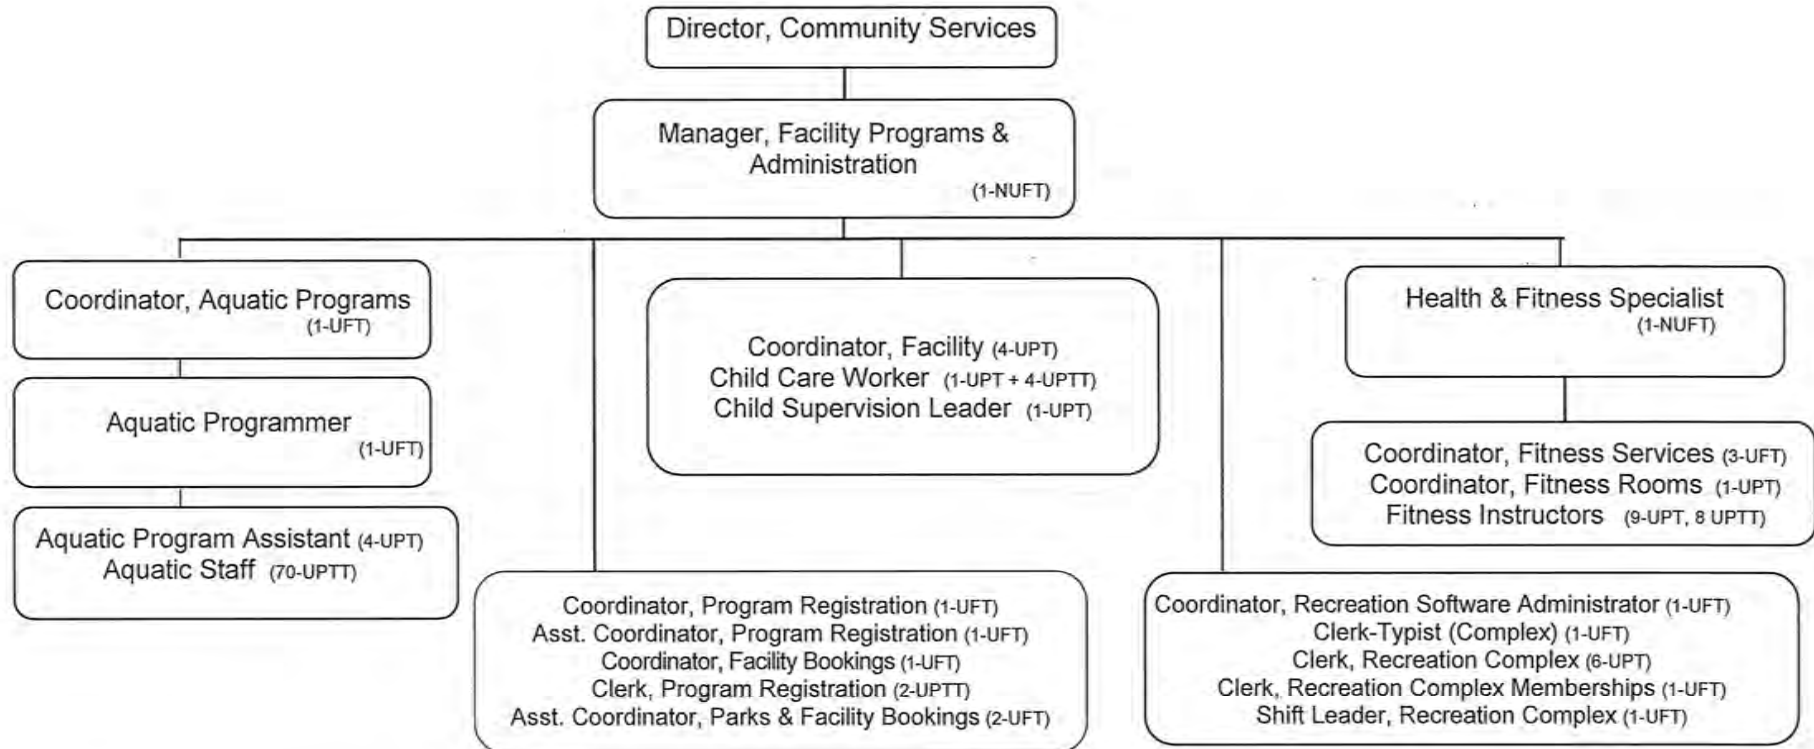 Director, Community Services
Manager, Facility Programs &
Administration
(1-NUFT)
Coordinator, Aquatic Programs
(1-UFT)
Aquatic Programmer
(1-UFT)
Aquatic Program Assistant (4-UPT)
Aquatic Staff (70-UPTT)
Coordinator, Program Registration (1-UFT)
Asst. Coordinator, Program Registration (1-UFT)
Coordinator, Facility Bookings (1-UFT)
Clerk, Program Registration (2-UPTT)
Asst. Coordinator, Parks & Facility Bookings (2-UFT)
Coordinator, Facility (4-UPT)
Child Care Worker (1-UPT + 4-UPTT)
Child Supervision Leader (1-UPT)
Coordinator, Recreation Software Administrator (1-UFT)
Clerk-Typist (Complex) (1-UFT)
Clerk, Recreation Complex (6-UPT)
Clerk, Recreation Complex Memberships (1-UFT)
Shift Leader, Recreation Complex (1-UFT)
Health & Fitness Specialist
(1-NUFT)
Coordinator, Fitness Services (3-UFT)
Coordinator, Fitness Rooms (1-UPT)
Fitness Instructors (9-UPT, 8 UPTT)